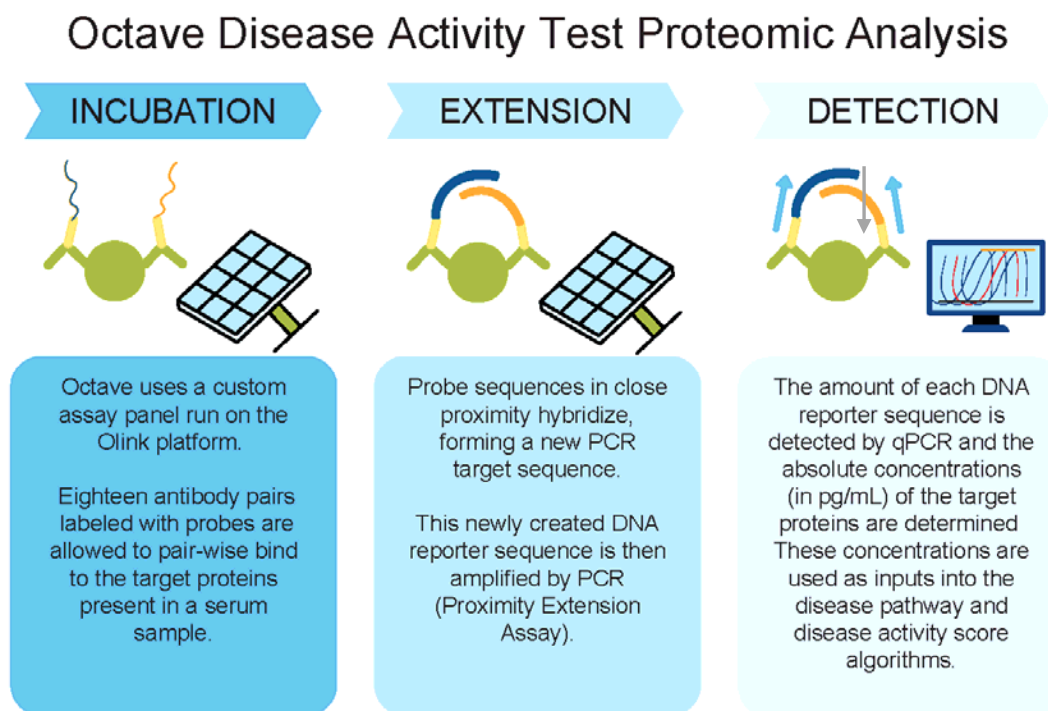 Octave Disease Activity Test Proteomic Analysis
INCUBATION
EXTENSION
DETECTION
Octave uses a custom
assay panel run on the
Olink platform.
Eighteen antibody pairs
labeled with probes are
allowed to pair-wise bind
to the target proteins
present in a serum
sample.
Probe sequences in close
proximity hybridize,
forming a new PCR
target sequence.
This newly created DNA
reporter sequence is then
amplified by PCR
(Proximity Extension
Assay).
The amount of each DNA
reporter sequence is
detected by qPCR and the
absolute concentrations
(in pg/mL) of the target
proteins are determined
These concentrations are
used as inputs into the
disease pathway and
disease activity score
algorithms.